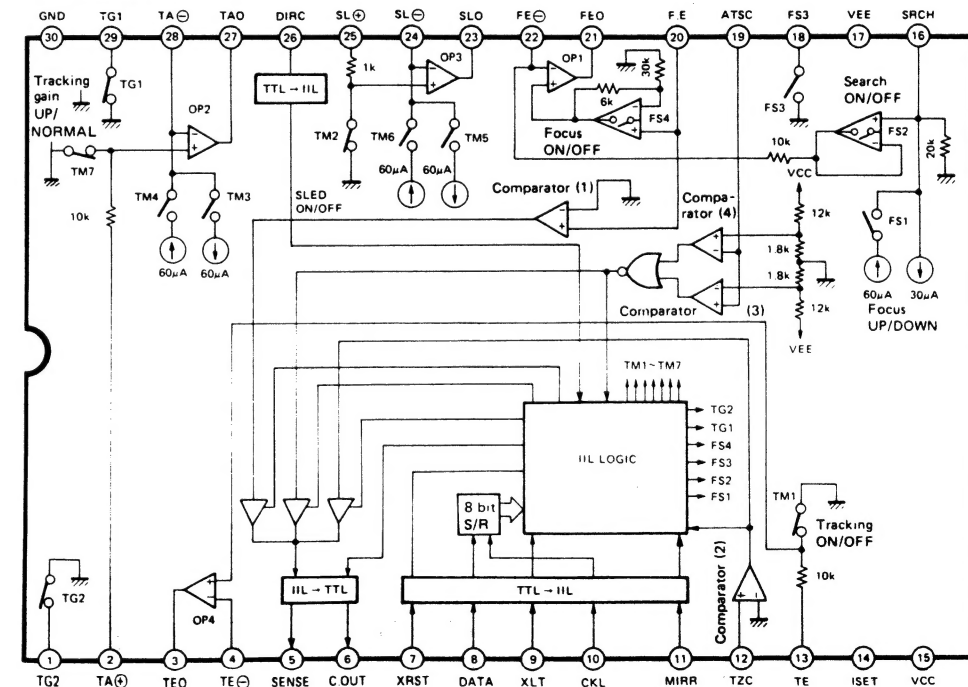 GND TG1 TA⊖ TAO DIRC SL⊕ SL⊖ SLO FE⊖ FEO F.E ATSC FS3 VEE SRCH
30 29 28 27 26 25 24 23 22 21 20 19 18 17 16
Tracking
gain
UP/
NORMAL
TG1
TM7
10k
OP2
TM4
TM3
60μA
60μA
TTL→IIL
SLED
ON/OFF
1k
TM2
TM6
OP3
TM5
60μA
60μA
OP1
30k
6k
FS4
Focus
ON/OFF
Comparator (1)
Compa-
rator (4)
Comparator (3)
FS3
Search
ON/OFF
FS2
10k
20k
VCC
12k
1.8k
1.8k
12k
VEE
FS1
60μA
30μA
Focus
UP/DOWN
TM1~TM7
IIL LOGIC
TG2
TG1
FS4
FS3
FS2
FS1
8 bit
S/R
TM1
Tracking
ON/OFF
10k
Comparator (2)
TG2
OP4
IIL→TTL
TTL→IIL
1 2 3 4 5 6 7 8 9 10 11 12 13 14 15
TG2 TA⊕ TEO TE⊖ SENSE C.OUT XRST DATA XLT CKL MIRR TZC TE ISET VCC